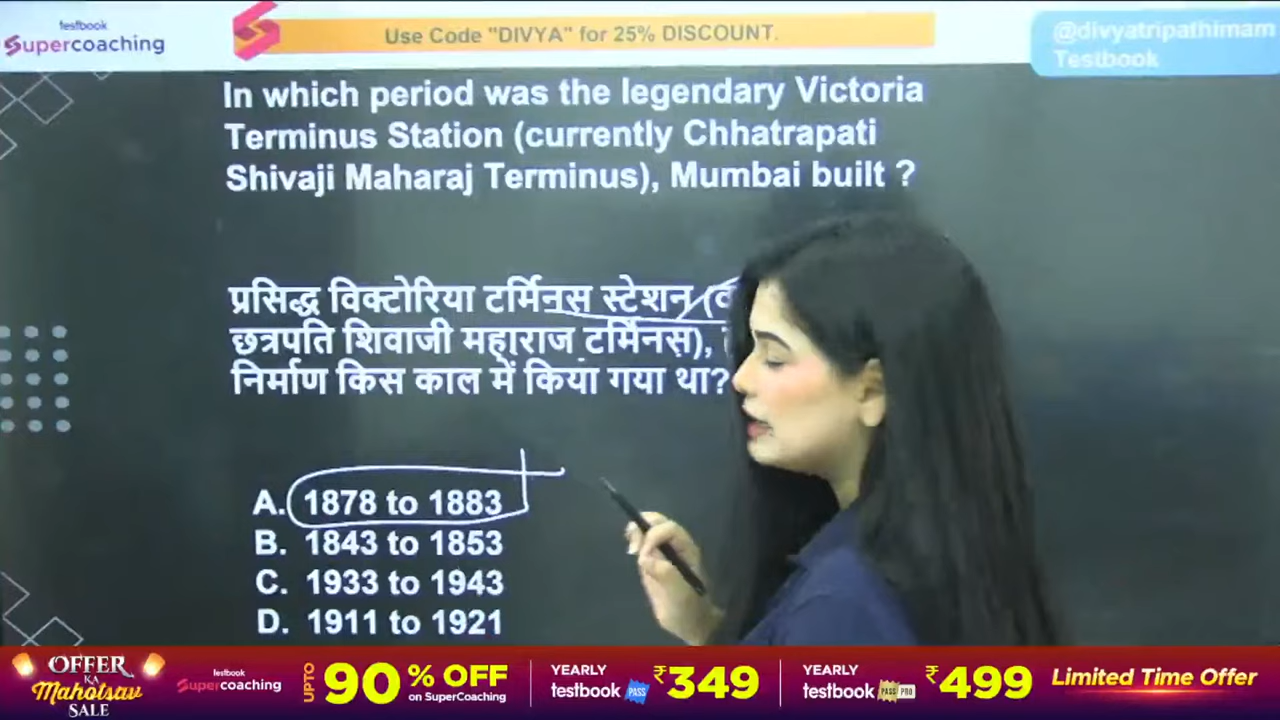 testbook
Supercoaching
Use Code "DIVYA" for 25% DISCOUNT.
@divyatripathimam
Testbook
In which period was the legendary Victoria
Terminus Station (currently Chhatrapati
Shivaji Maharaj Terminus), Mumbai built ?
प्रसिद्ध विक्टोरिया टर्मिनस स्टेशन
छत्रपति शिवाजी महाराज टर्मिनस),
निर्माण किस काल में किया गया था?
A. 1878 to 1883
B. 1843 to 1853
C. 1933 to 1943
D. 1911 to 1921
OFFER
KA
Mahotsav
SALE
testbook
Supercoaching
UPTO 90% OFF
on SuperCoaching
YEARLY
testbook PASS
₹349
YEARLY
testbook PASS PRO
₹499
Limited Time Offer